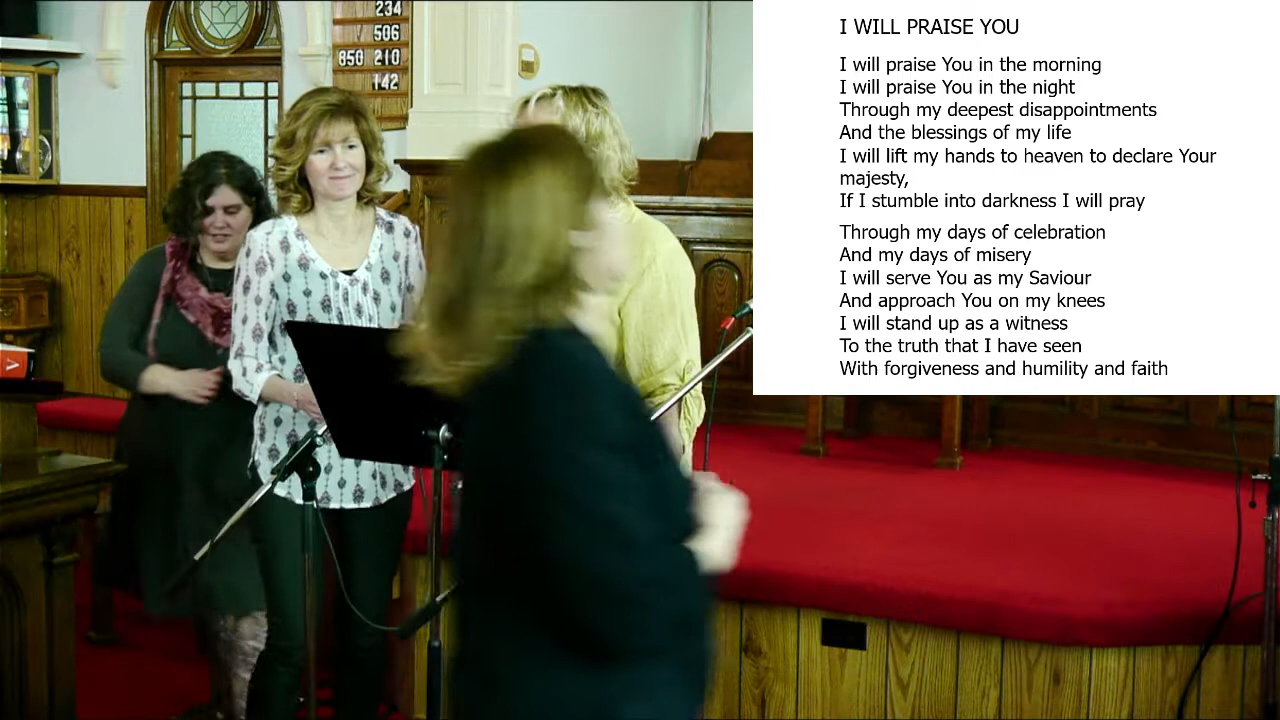 234
506
850 210
142
I WILL PRAISE YOU
I will praise You in the morning
I will praise You in the night
Through my deepest disappointments
And the blessings of my life
I will lift my hands to heaven to declare Your
majesty,
If I stumble into darkness I will pray
Through my days of celebration
And my days of misery
I will serve You as my Saviour
And approach You on my knees
I will stand up as a witness
To the truth that I have seen
With forgiveness and humility and faith